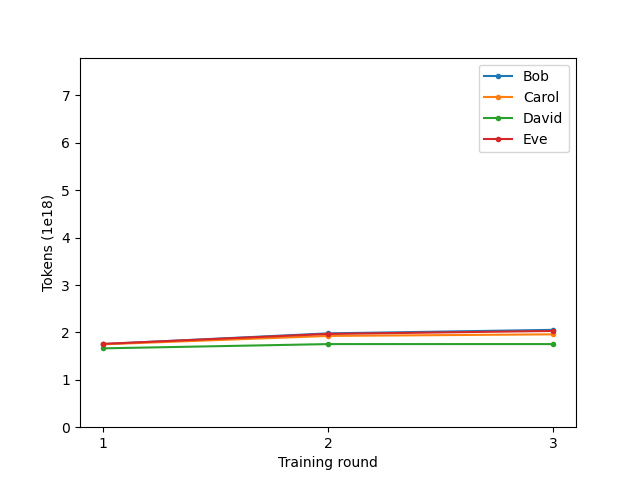 Bob
Carol
David
Eve
7
6
5
4
3
2
1
0
Tokens (1e18)
1 2 3
Training round